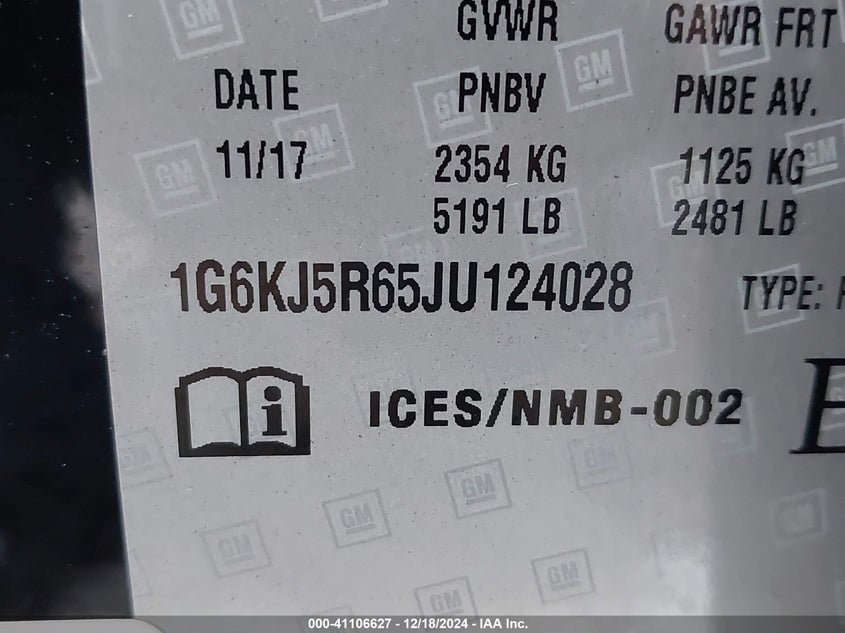 GVWR GAWR FRT
DATE PNBV PNBE AV.
11/17 2354 KG 1125 KG
5191 LB 2481 LB
1G6KJ5R65JU124028 TYPE:
i ICES/NMB-002
GM
000-41106627 - 12/18/2024 - IAA Inc.